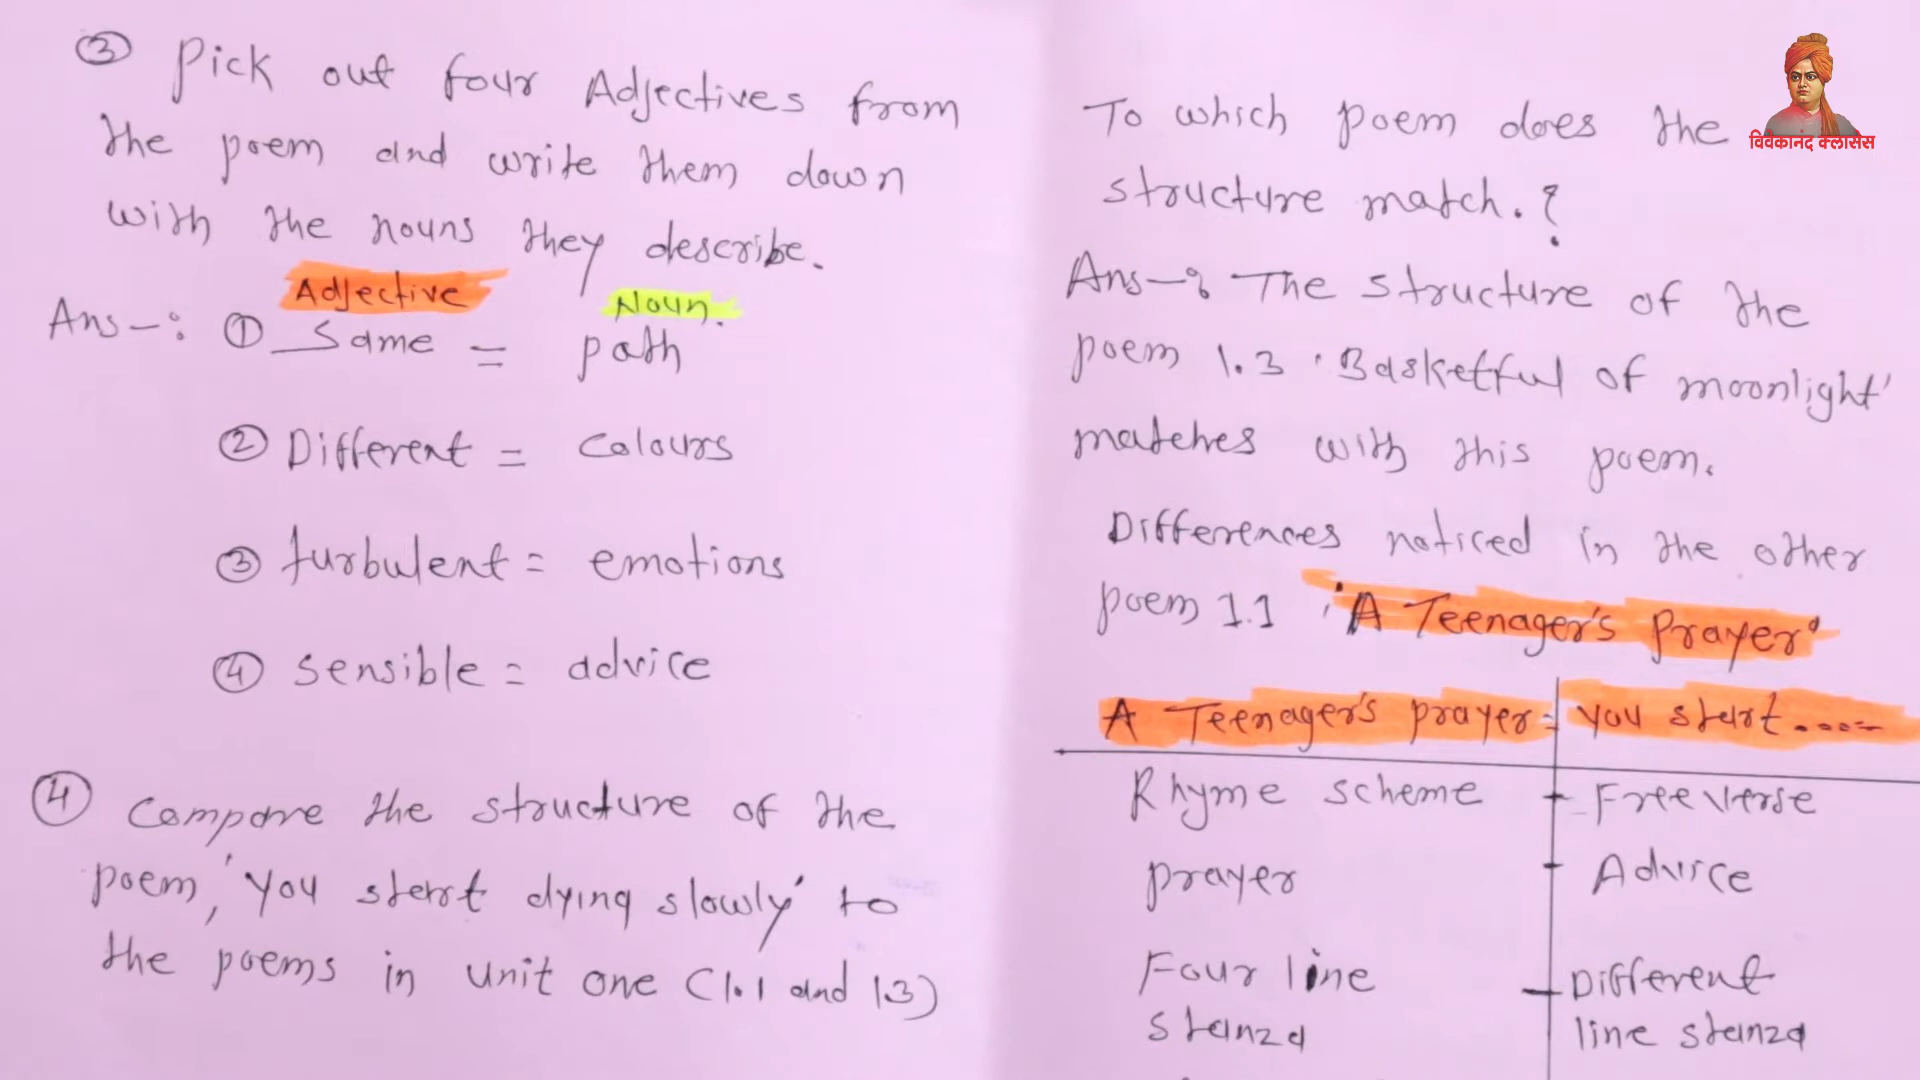 ③ Pick out four Adjectives from
the poem and write them down
with the nouns they describe.
Adjective Noun.
Ans-: ① Same = path
② Different = Colours
③ turbulent = emotions
④ sensible = advice
④ Compare the structure of the
poem, 'You start dying slowly' to
the poems in unit one (1.1 and 1.3)
To which poem does the
structure match.?
Ans-: The structure of the
poem 1.3 'Basketful of moonlight'
matches with this poem.
Differences noticed in the other
poem 1.1 'A Teenager's Prayer'
A Teenager's prayer- You start....-
Rhyme scheme - Freeverse
prayer - Advice
Four line - Different
stanza line stanza
विवेकानंद क्लासेस